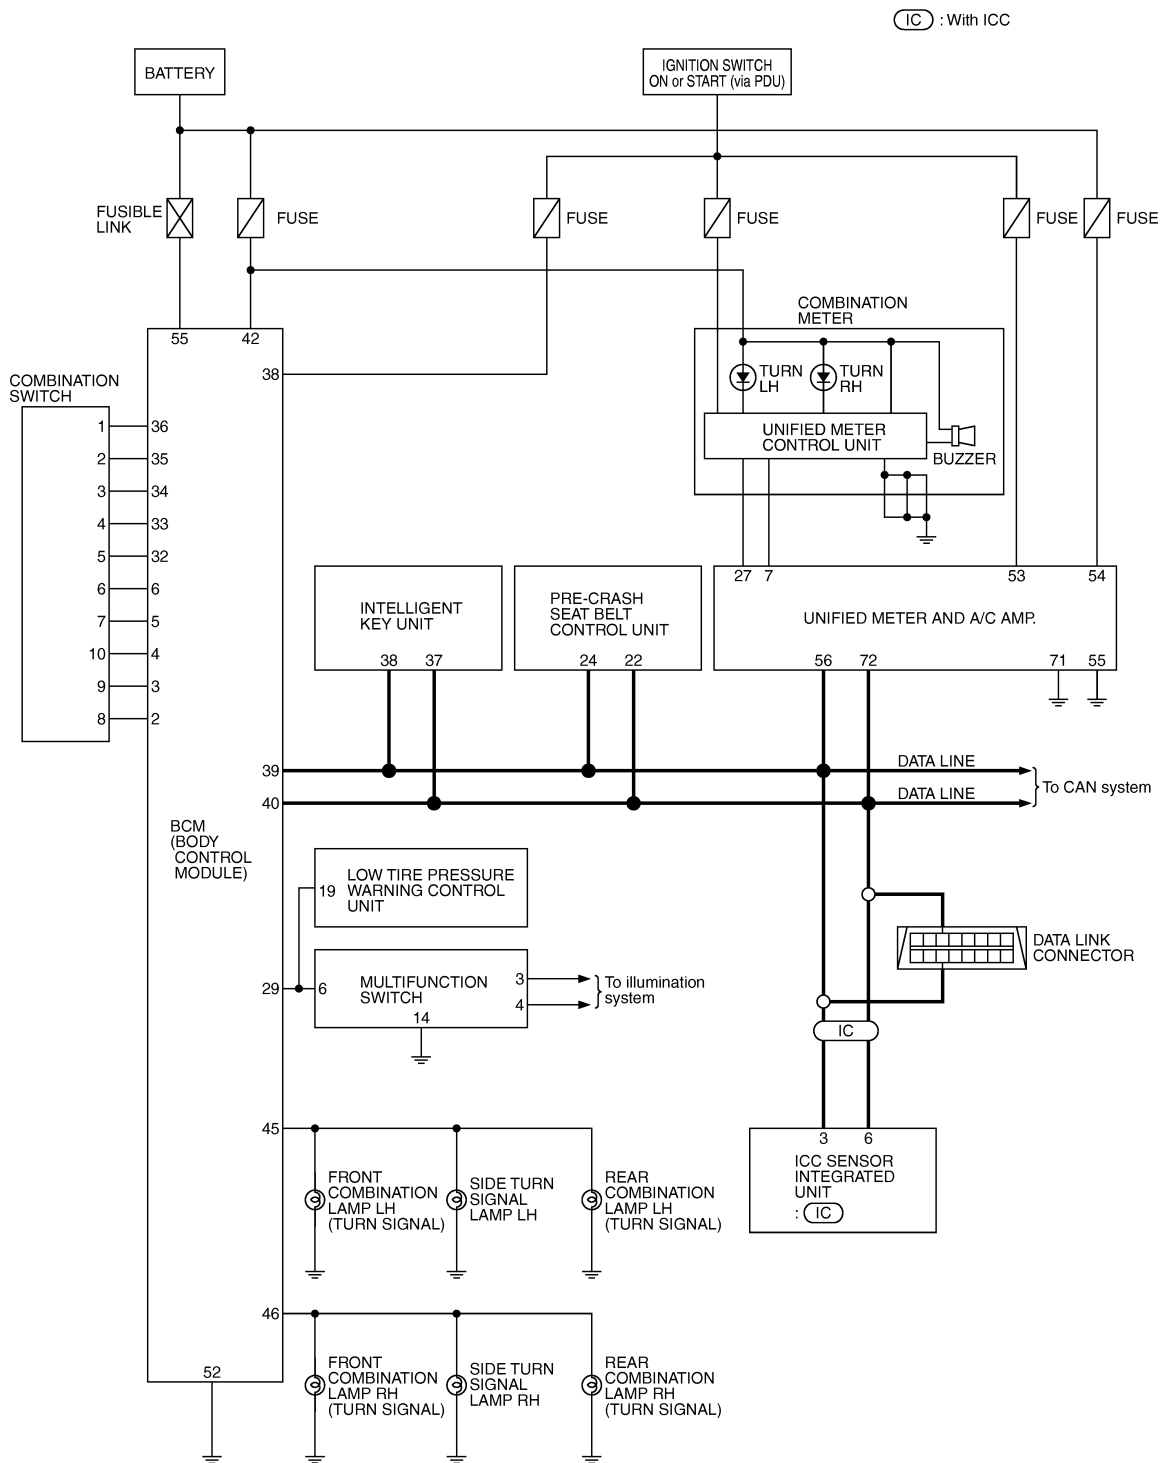 IC : With ICC
BATTERY
IGNITION SWITCH
ON or START (via PDU)
FUSIBLE
LINK
FUSE
FUSE
FUSE
FUSE
FUSE
COMBINATION
METER
55
42
38
TURN
LH
TURN
RH
COMBINATION
SWITCH
UNIFIED METER
CONTROL UNIT
BUZZER
1 36
2 35
3 34
4 33
5 32
6 6
7 5
10 4
9 3
8 2
27 7
53
54
INTELLIGENT
KEY UNIT
38 37
PRE-CRASH
SEAT BELT
CONTROL UNIT
24 22
UNIFIED METER AND A/C AMP.
56 72
71 55
39
DATA LINE
40
DATA LINE
To CAN system
BCM
(BODY
CONTROL
MODULE)
19
LOW TIRE PRESSURE
WARNING CONTROL
UNIT
DATA LINK
CONNECTOR
29
6
MULTIFUNCTION
SWITCH
3
4
14
To illumination
system
IC
45
3 6
ICC SENSOR
INTEGRATED
UNIT
: IC
FRONT
COMBINATION
LAMP LH
(TURN SIGNAL)
SIDE TURN
SIGNAL
LAMP LH
REAR
COMBINATION
LAMP LH
(TURN SIGNAL)
46
52
FRONT
COMBINATION
LAMP RH
(TURN SIGNAL)
SIDE TURN
SIGNAL
LAMP RH
REAR
COMBINATION
LAMP RH
(TURN SIGNAL)